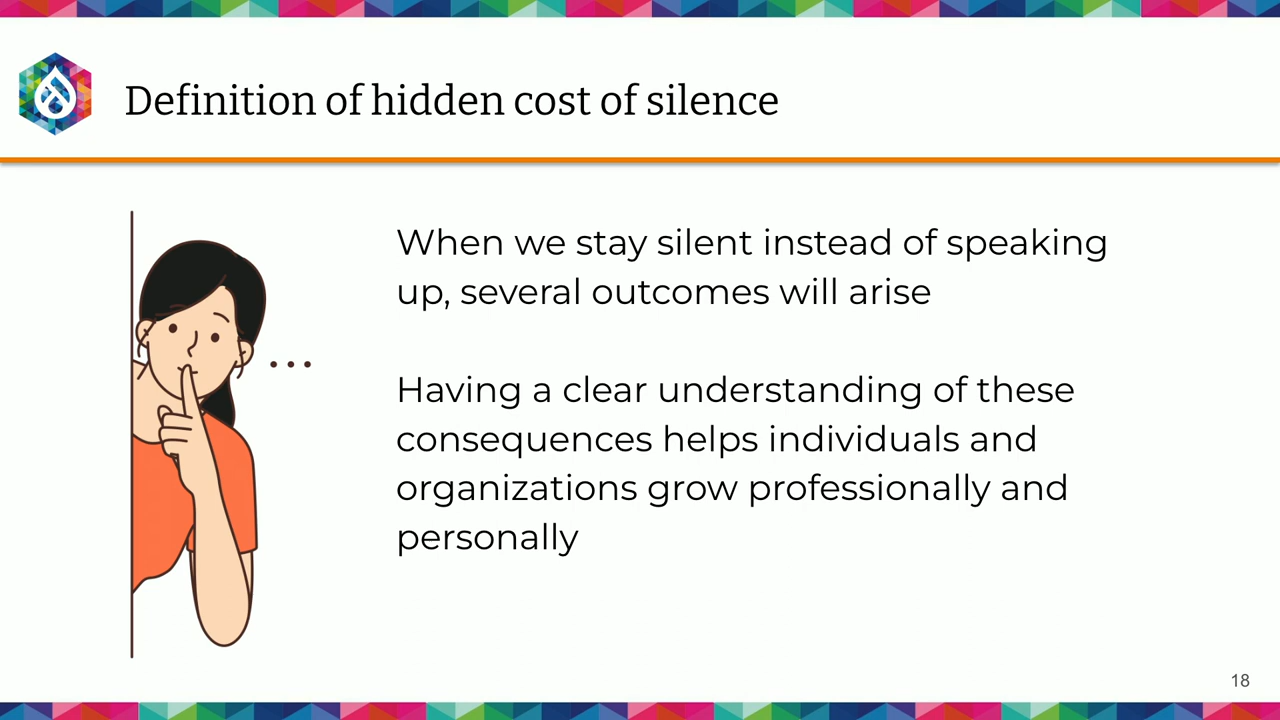 Definition of hidden cost of silence
When we stay silent instead of speaking
up, several outcomes will arise
Having a clear understanding of these
consequences helps individuals and
organizations grow professionally and
personally
18